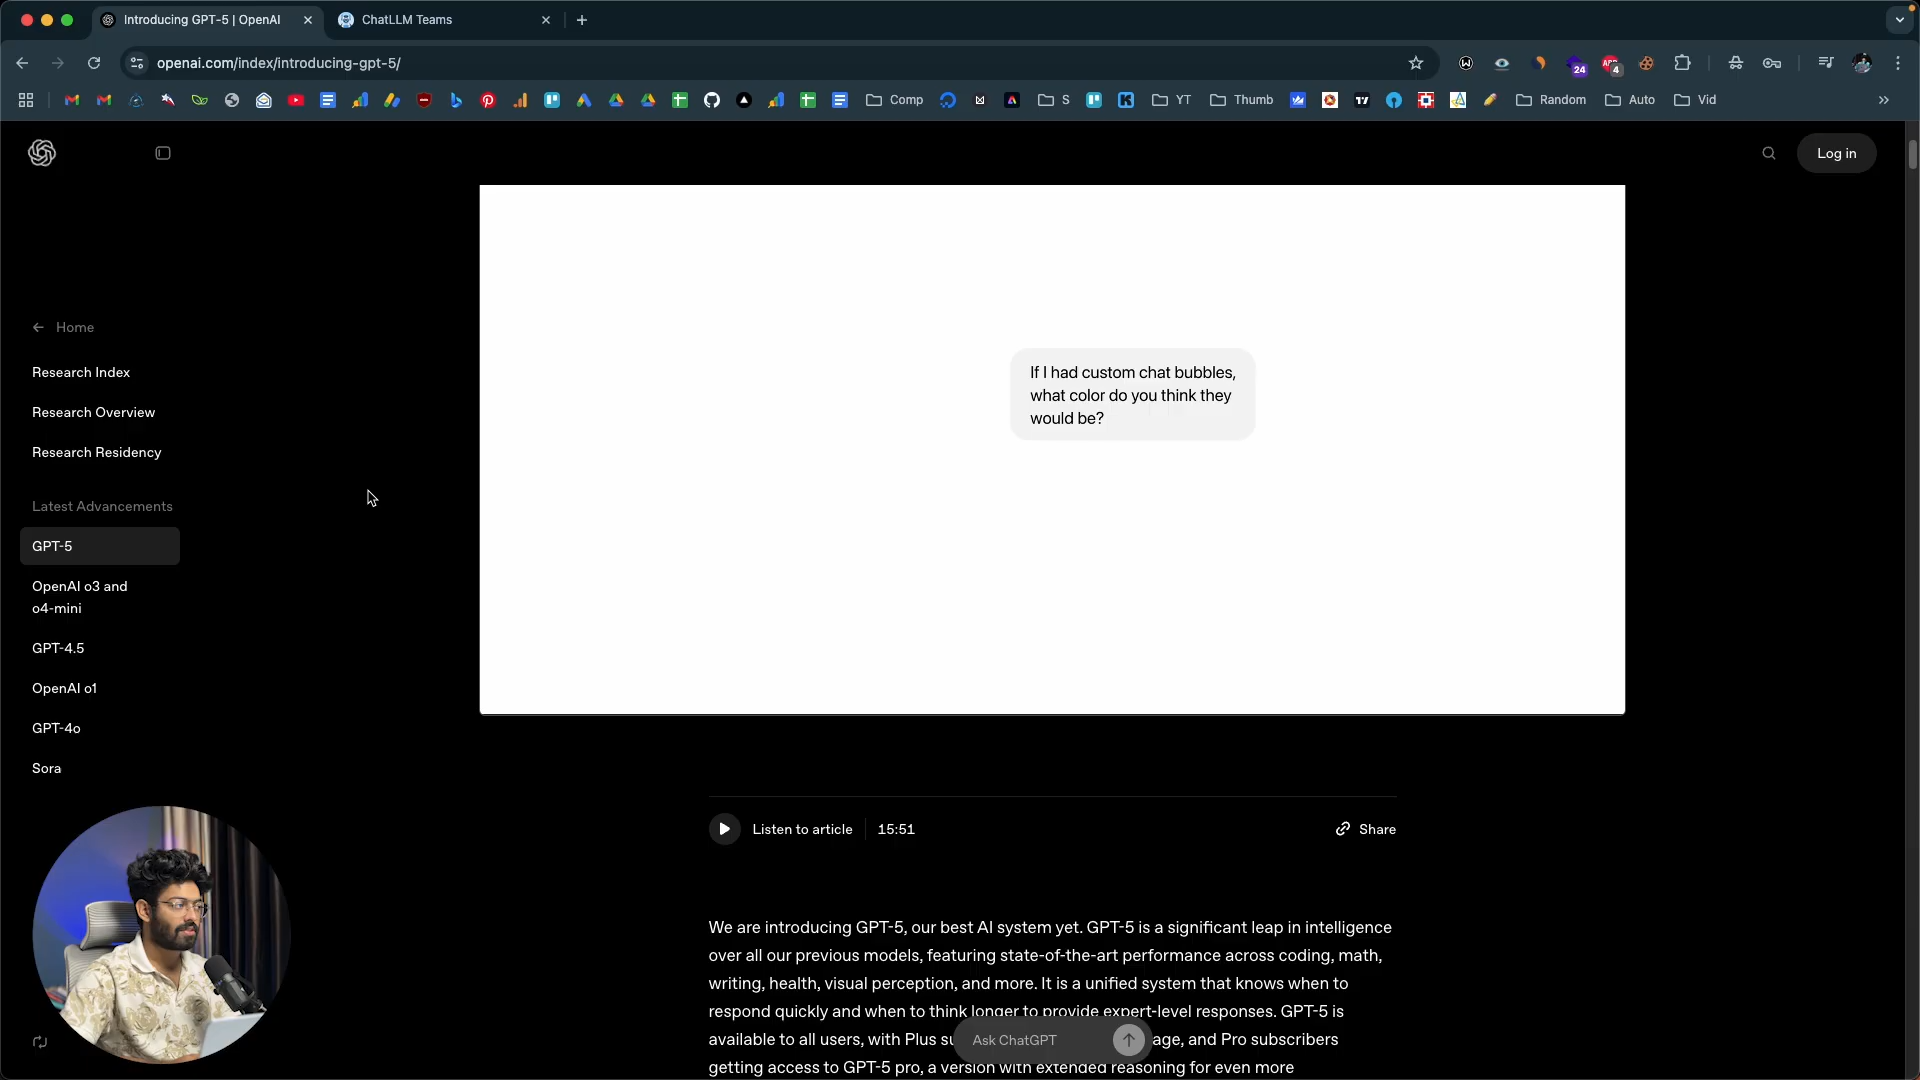 Introducing GPT-5 | OpenAI
ChatLLM Teams
openai.com/index/introducing-gpt-5/
24
4
Comp
S
YT
Thumb
Random
Auto
Vid
Log in
If I had custom chat bubbles,
what color do you think they
would be?
Home
Research Index
Research Overview
Research Residency
Latest Advancements
GPT-5
OpenAI o3 and
o4-mini
GPT-4.5
OpenAI o1
GPT-4o
Sora
Listen to article
15:51
Share
We are introducing GPT-5, our best AI system yet. GPT-5 is a significant leap in intelligence
over all our previous models, featuring state-of-the-art performance across coding, math,
writing, health, visual perception, and more. It is a unified system that knows when to
respond quickly and when to think longer to provide expert-level responses. GPT-5 is
available to all users, with Plus su Ask ChatGPT age, and Pro subscribers
getting access to GPT-5 pro, a version with extended reasoning for even more